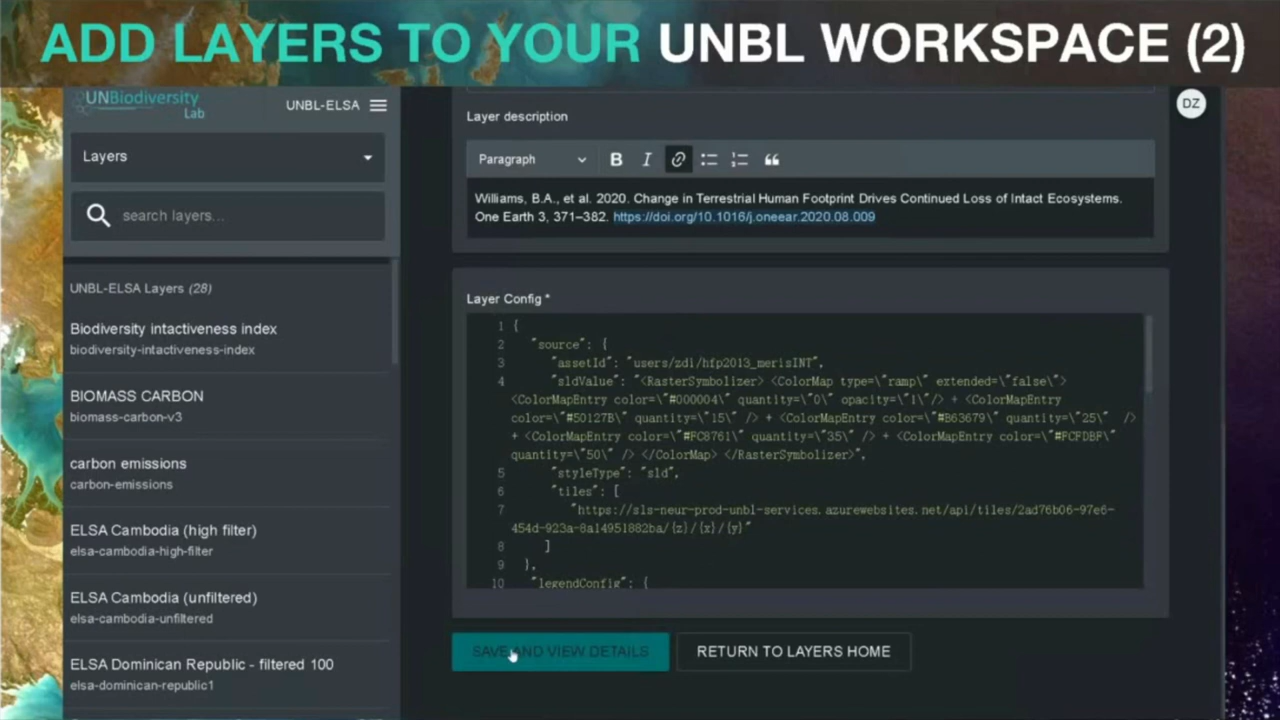 ADD LAYERS TO YOUR UNBL WORKSPACE (2)
UNBiodiversity
Lab
UNBL-ELSA
Layers
search layers...
UNBL-ELSA Layers (28)
Biodiversity intactiveness index
biodiversity-intactiveness-index
BIOMASS CARBON
biomass-carbon-v3
carbon emissions
carbon-emissions
ELSA Cambodia (high filter)
elsa-cambodia-high-filter
ELSA Cambodia (unfiltered)
elsa-cambodia-unfiltered
ELSA Dominican Republic - filtered 100
elsa-dominican-republic1
DZ
Layer description
Paragraph
B I
Williams, B.A., et al. 2020. Change in Terrestrial Human Footprint Drives Continued Loss of Intact Ecosystems.
One Earth 3, 371–382. https://doi.org/10.1016/j.oneear.2020.08.009
Layer Config *
1 {
2 "source": {
3 "assetId": "users/zdl/hfp2013_merisINT",
4 "sldValue": "<RasterSymbolizer> <ColorMap type=\"ramp\" extended=\"false\">
<ColorMapEntry color=\"#000004\" quantity=\"0\" opacity=\"1\"/> + <ColorMapEntry
color=\"#50127B\" quantity=\"15\" /> + <ColorMapEntry color=\"#B63679\" quantity=\"25\" />
+ <ColorMapEntry color=\"#FC8761\" quantity=\"35\" /> + <ColorMapEntry color=\"#FCFDBF\"
quantity=\"50\" /> </ColorMap> </RasterSymbolizer>",
5 "styleType": "sld",
6 "tiles": [
7 "https://sls-neur-prod-unbl-services.azurewebsites.net/api/tiles/2ad76b06-97e6-
454d-923a-8a14951882ba/{z}/{x}/{y}"
8 ]
9 },
10 "legendConfig": {
SAVE AND VIEW DETAILS
RETURN TO LAYERS HOME